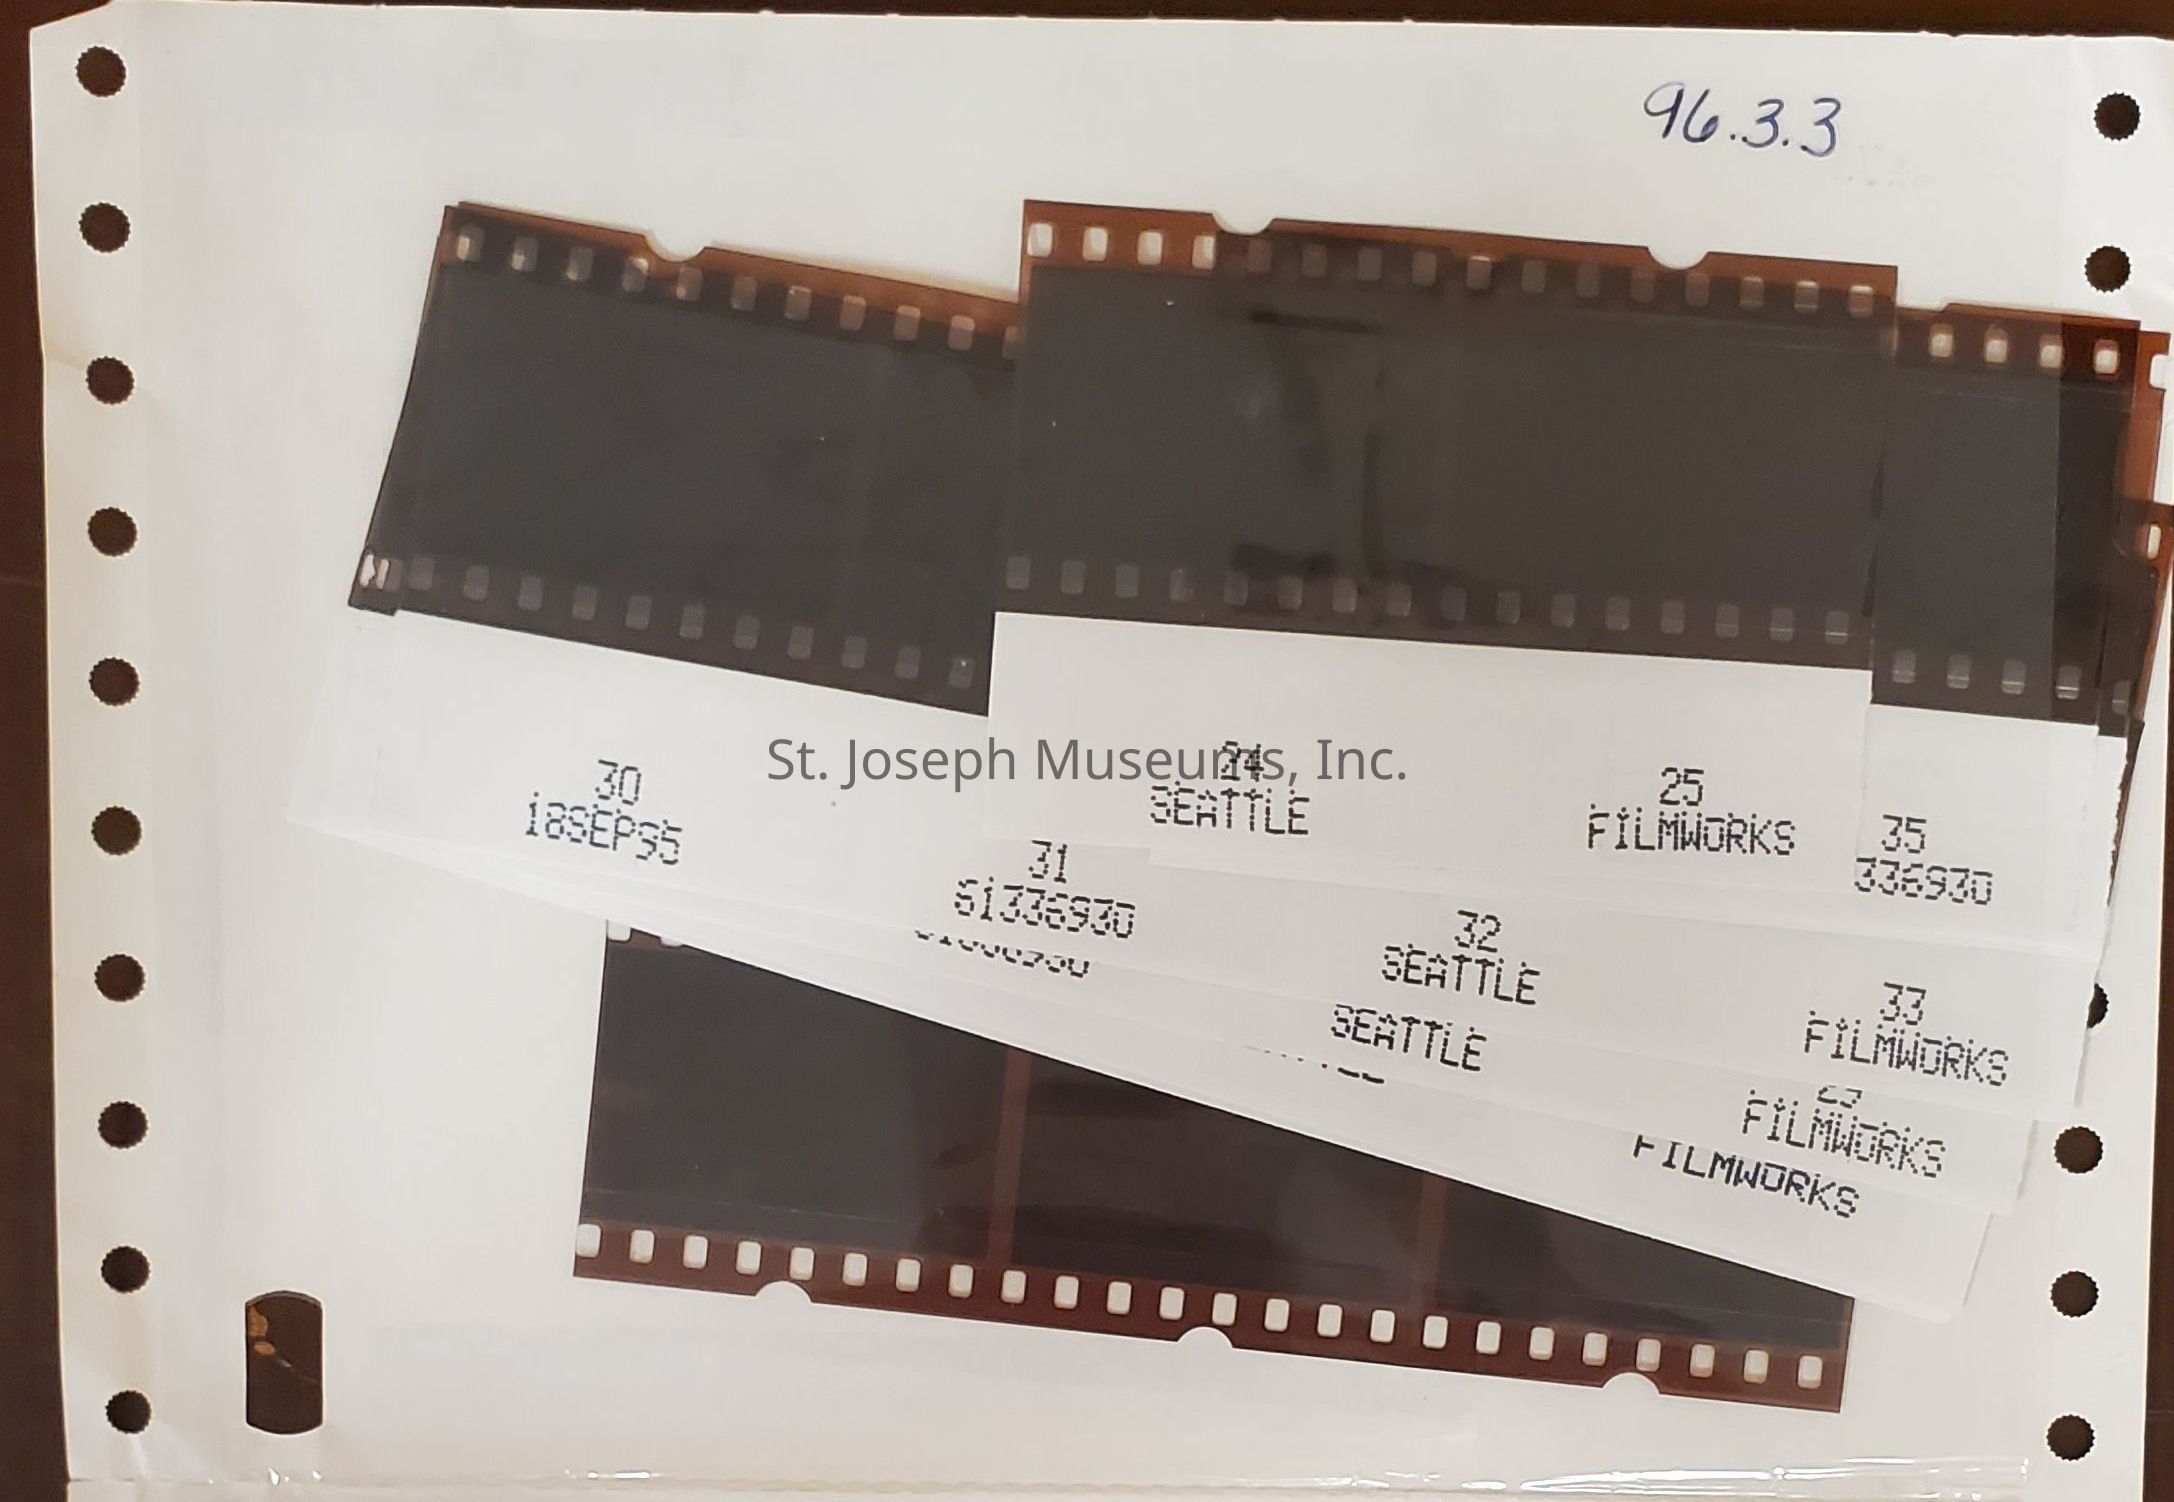 96.3.3
St. Joseph Museums, Inc.
30
18SEP95
24
SEATTLE
25
FILMWORKS
35
336930
31
61336930
32
SEATTLE
33
FILMWORKS
SEATTLE
FILMWORKS
FILMWORKS